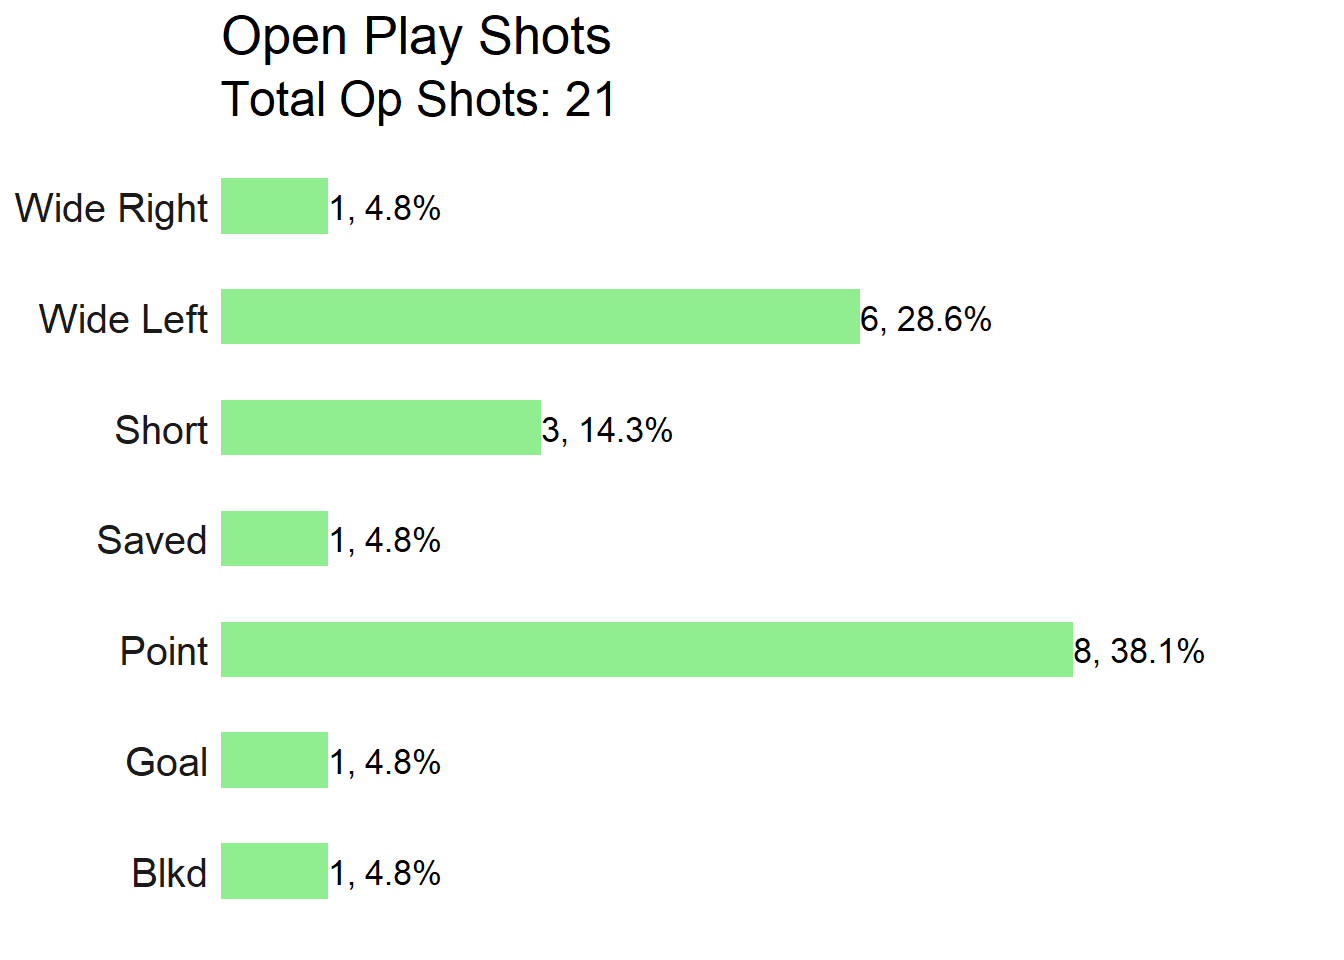 Open Play Shots
Total Op Shots: 21
Wide Right 1, 4.8%
Wide Left 6, 28.6%
Short 3, 14.3%
Saved 1, 4.8%
Point 8, 38.1%
Goal 1, 4.8%
Blkd 1, 4.8%